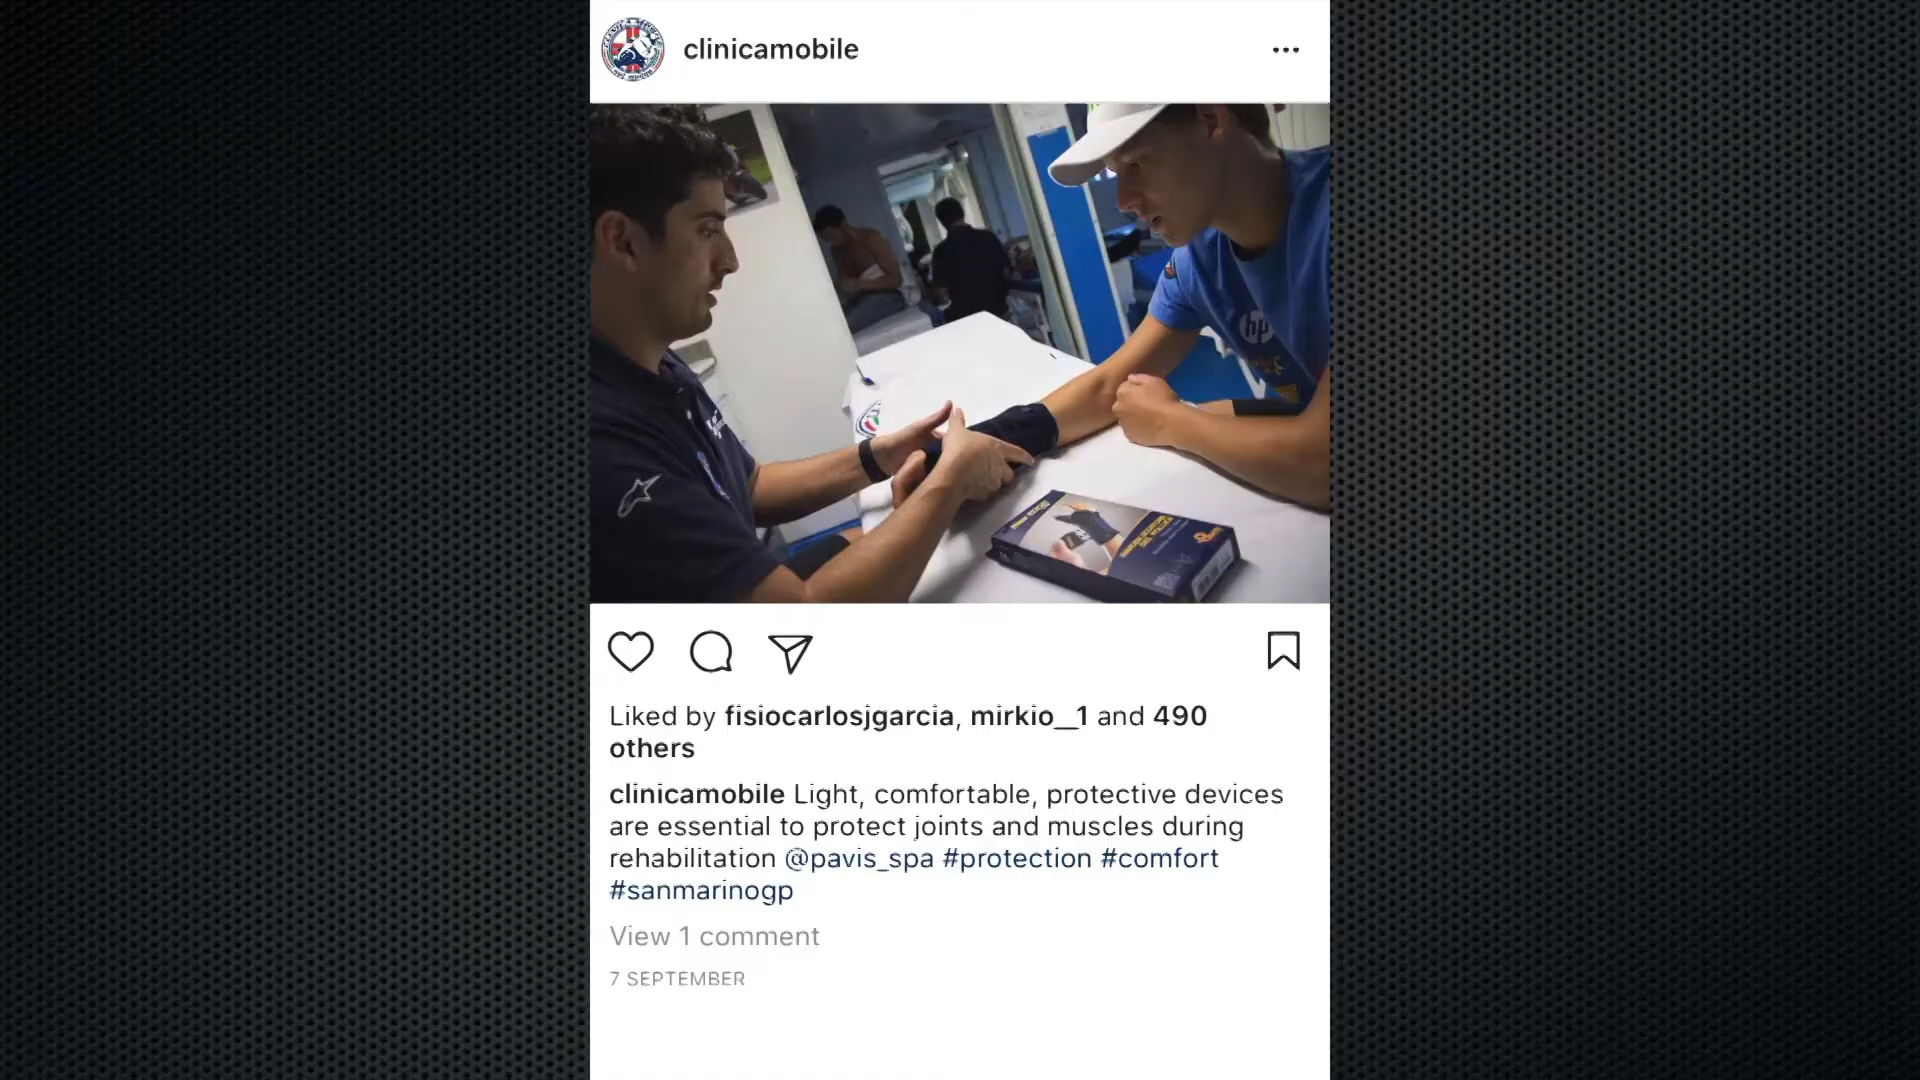 clinicamobile
hp
Liked by fisiocarlosjgarcia, mirkio__1 and 490
others
clinicamobile Light, comfortable, protective devices
are essential to protect joints and muscles during
rehabilitation @pavis_spa #protection #comfort
#sanmarinogp
View 1 comment
7 SEPTEMBER